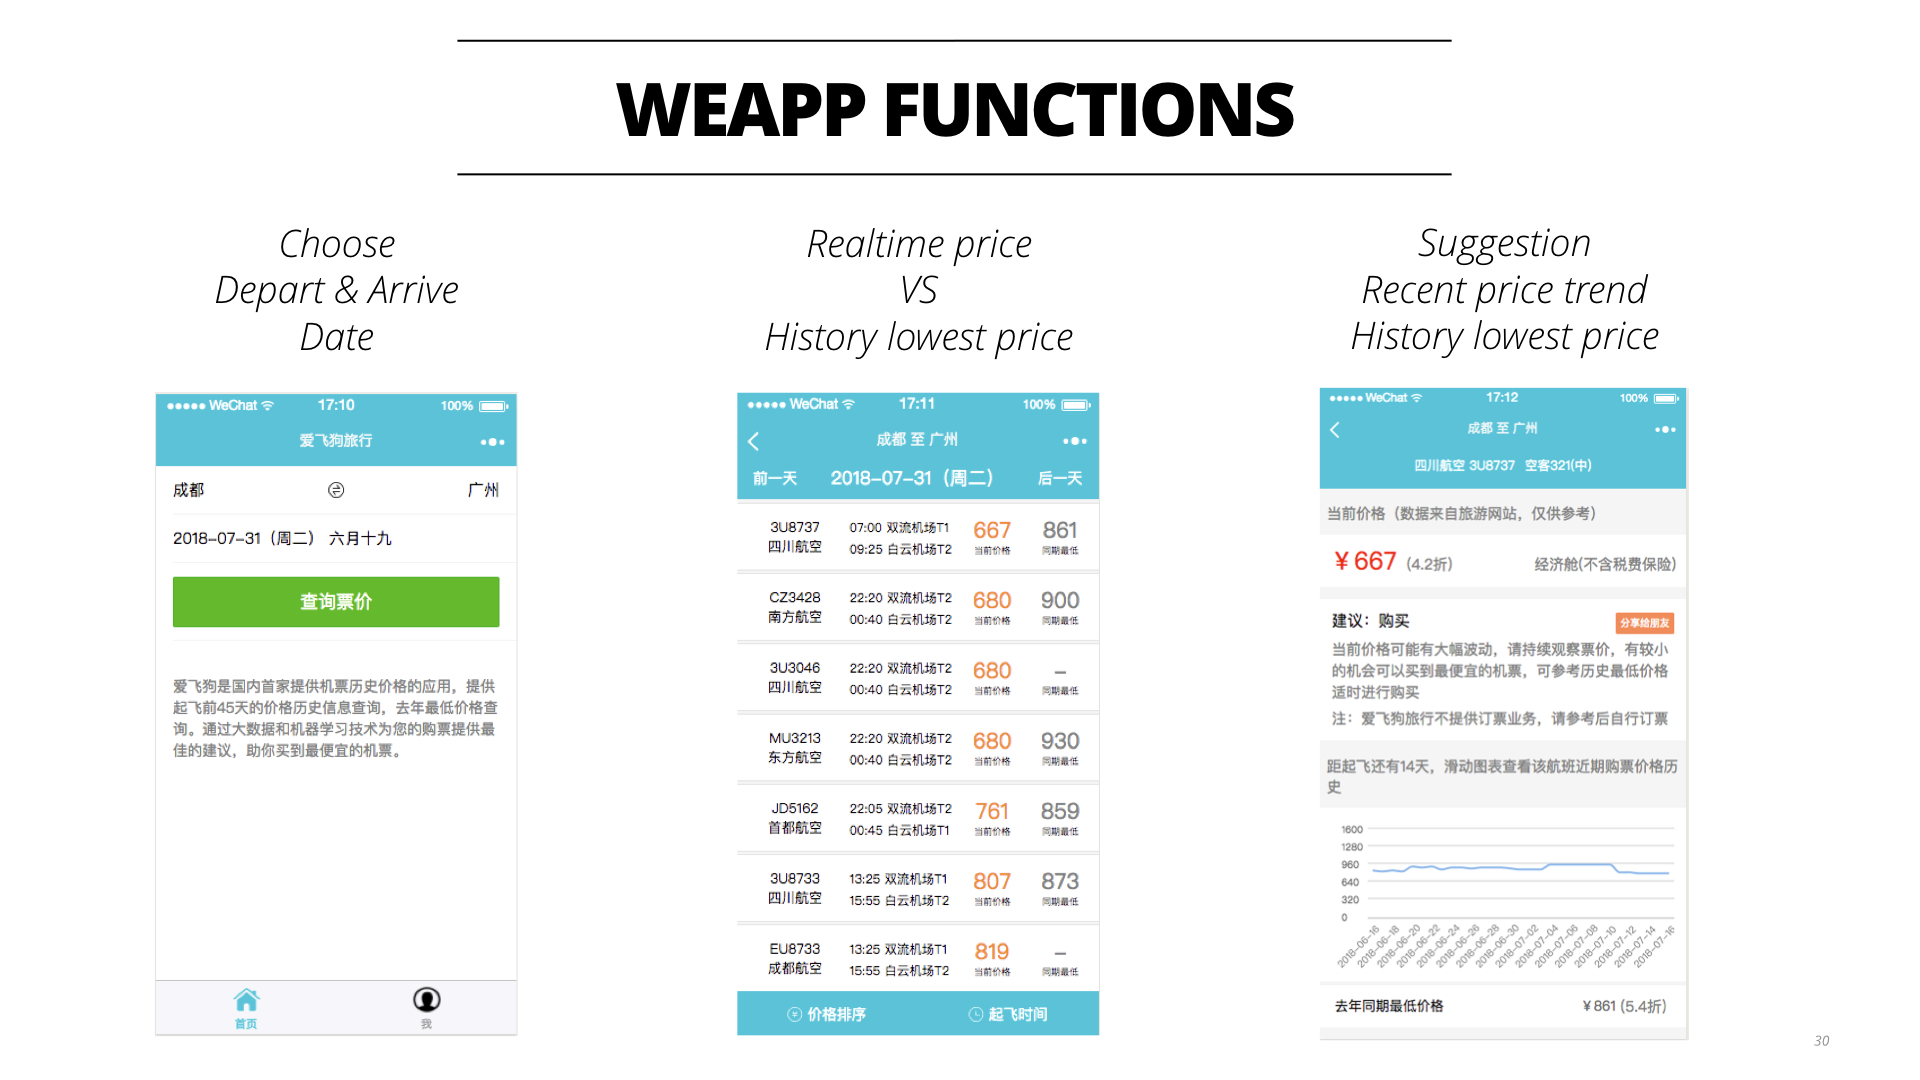 WEAPP FUNCTIONS
Choose
Depart & Arrive
Date
WeChat 17:10 100%
爱飞狗旅行
成都 广州
2018-07-31（周二） 六月十九
查询票价
爱飞狗是国内首家提供机票历史价格的应用，提供
起飞前45天的价格历史信息查询，去年最低价格查
询。通过大数据和机器学习技术为您的购票提供最
佳的建议，助你买到最便宜的机票。
首页 我
Realtime price
VS
History lowest price
WeChat 17:11 100%
成都 至 广州
前一天 2018-07-31（周二） 后一天
3U8737 07:00 双流机场T1 667 861
四川航空 09:25 白云机场T2 当前价格 同期最低
CZ3428 22:20 双流机场T2 680 900
南方航空 00:40 白云机场T2 当前价格 同期最低
3U3046 22:20 双流机场T2 680 –
四川航空 00:40 白云机场T2 当前价格 同期最低
MU3213 22:20 双流机场T2 680 930
东方航空 00:40 白云机场T2 当前价格 同期最低
JD5162 22:05 双流机场T2 761 859
首都航空 00:45 白云机场T1 当前价格 同期最低
3U8733 13:25 双流机场T1 807 873
四川航空 15:55 白云机场T2 当前价格 同期最低
EU8733 13:25 双流机场T1 819 –
成都航空 15:55 白云机场T2 当前价格 同期最低
价格排序 起飞时间
Suggestion
Recent price trend
History lowest price
WeChat 17:12 100%
成都 至 广州
四川航空 3U8737 空客321(中)
当前价格（数据来自旅游网站，仅供参考）
¥ 667 (4.2折) 经济舱(不含税费保险)
建议：购买 分享给朋友
当前价格可能有大幅波动，请持续观察票价，有较小
的机会可以买到最便宜的机票，可参考历史最低价格
适时进行购买
注：爱飞狗旅行不提供订票业务，请参考后自行订票
距起飞还有14天，滑动图表查看该航班近期购票价格历
史
1600
1280
960
640
320
0
2018-06-16 2018-06-18 2018-06-20 2018-06-22 2018-06-24 2018-06-26 2018-06-28 2018-06-30 2018-07-02 2018-07-04 2018-07-06 2018-07-08 2018-07-10 2018-07-12 2018-07-14 2018-07-16
去年同期最低价格 ¥ 861 (5.4折)
30